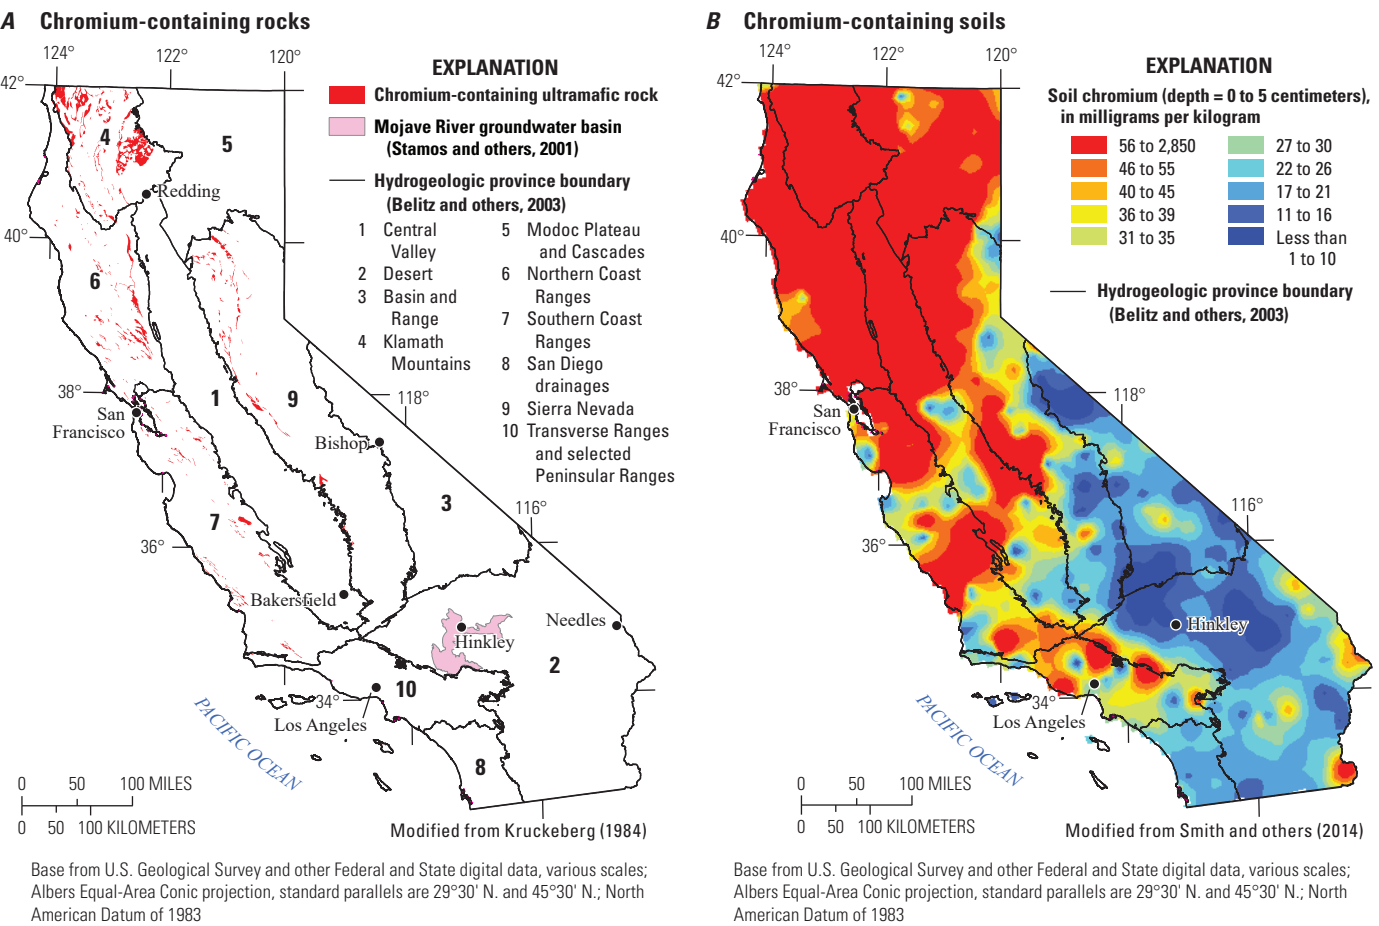 A Chromium-containing rocks
124° 122° 120°
42°
40°
38°
36°
34°
118°
116°
EXPLANATION
Chromium-containing ultramafic rock
Mojave River groundwater basin
(Stamos and others, 2001)
Hydrogeologic province boundary
(Belitz and others, 2003)
1 Central
Valley
2 Desert
3 Basin and
Range
4 Klamath
Mountains
5 Modoc Plateau
and Cascades
6 Northern Coast
Ranges
7 Southern Coast
Ranges
8 San Diego
drainages
9 Sierra Nevada
10 Transverse Ranges
and selected
Peninsular Ranges
4
5
Redding
6
1
9
San
Francisco
Bishop
3
7
Bakersfield
Hinkley
Needles
2
10
Los Angeles
8
PACIFIC OCEAN
0 50 100 MILES
0 50 100 KILOMETERS
Modified from Kruckeberg (1984)
Base from U.S. Geological Survey and other Federal and State digital data, various scales;
Albers Equal-Area Conic projection, standard parallels are 29°30' N. and 45°30' N.; North
American Datum of 1983
B Chromium-containing soils
124° 122° 120°
42°
40°
38°
36°
34°
118°
116°
EXPLANATION
Soil chromium (depth = 0 to 5 centimeters),
in milligrams per kilogram
56 to 2,850
46 to 55
40 to 45
36 to 39
31 to 35
27 to 30
22 to 26
17 to 21
11 to 16
Less than
1 to 10
Hydrogeologic province boundary
(Belitz and others, 2003)
San
Francisco
Hinkley
Los Angeles
PACIFIC OCEAN
0 50 100 MILES
0 50 100 KILOMETERS
Modified from Smith and others (2014)
Base from U.S. Geological Survey and other Federal and State digital data, various scales;
Albers Equal-Area Conic projection, standard parallels are 29°30' N. and 45°30' N.; North
American Datum of 1983